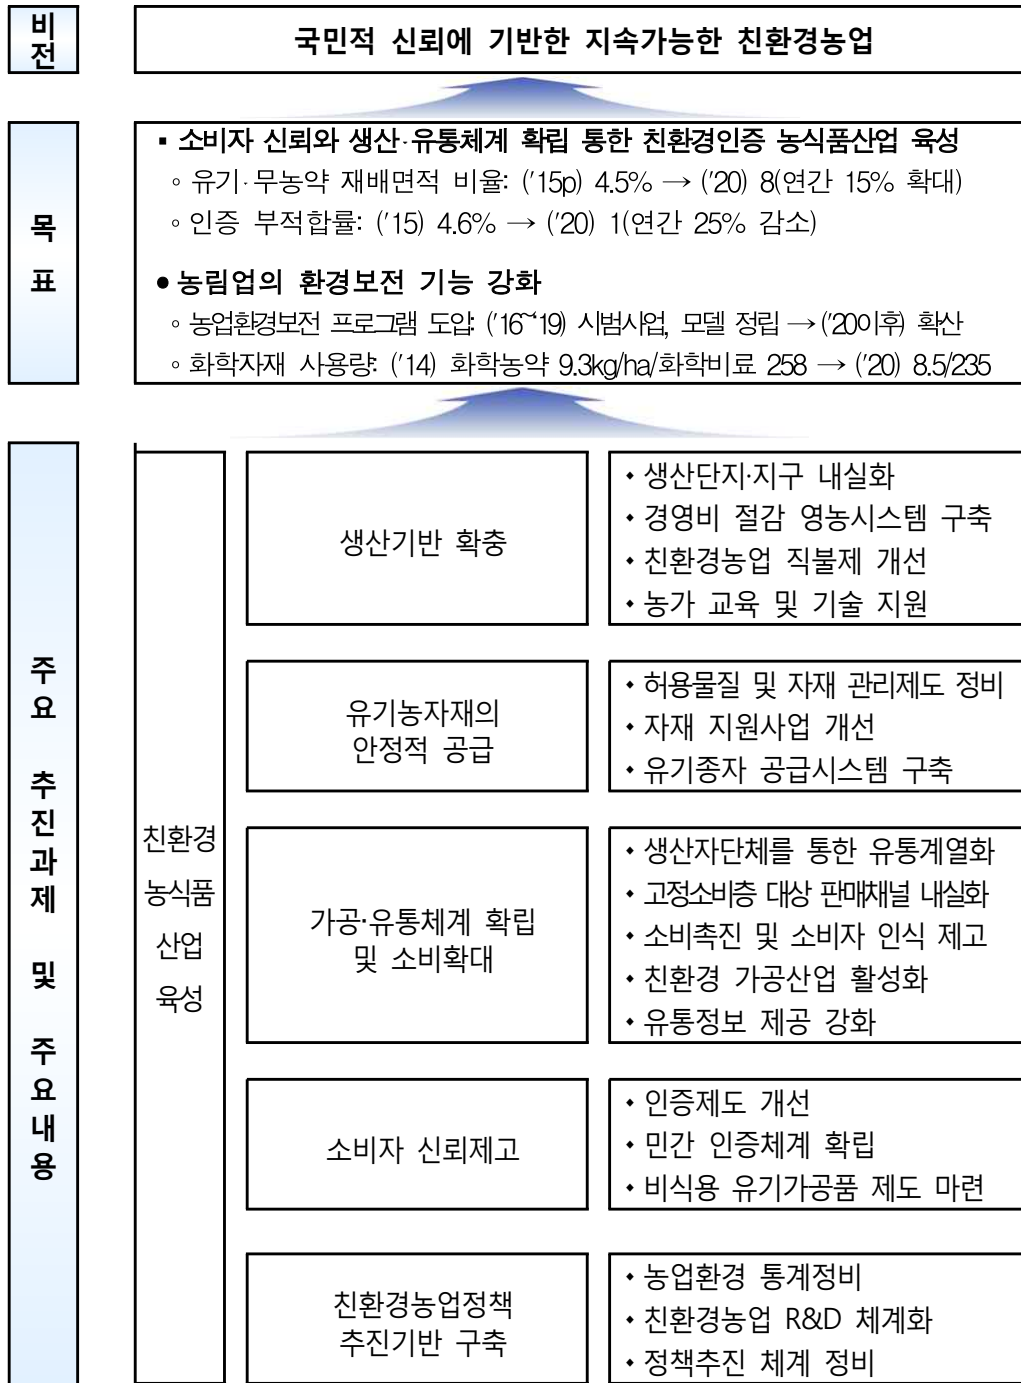 비전
국민적 신뢰에 기반한 지속가능한 친환경농업
목표
▪ 소비자 신뢰와 생산·유통체계 확립 통한 친환경인증 농식품산업 육성
◦ 유기·무농약 재배면적 비율: ('15p) 4.5% → ('20) 8(연간 15% 확대)
◦ 인증 부적합률: ('15) 4.6% → ('20) 1(연간 25% 감소)
● 농림업의 환경보전 기능 강화
◦ 농업환경보전 프로그램 도입: ('16~'19) 시범사업, 모델 정립 → ('20이후) 확산
◦ 화학자재 사용량: ('14) 화학농약 9.3kg/ha/화학비료 258 → ('20) 8.5/235
주요 추진과제 및 주요내용
친환경
농식품
산업
육성
생산기반 확충
⬩ 생산단지·지구 내실화
⬩ 경영비 절감 영농시스템 구축
⬩ 친환경농업 직불제 개선
⬩ 농가 교육 및 기술 지원
유기농자재의
안정적 공급
⬩ 허용물질 및 자재 관리제도 정비
⬩ 자재 지원사업 개선
⬩ 유기종자 공급시스템 구축
가공·유통체계 확립
및 소비확대
⬩ 생산자단체를 통한 유통계열화
⬩ 고정소비층 대상 판매채널 내실화
⬩ 소비촉진 및 소비자 인식 제고
⬩ 친환경 가공산업 활성화
⬩ 유통정보 제공 강화
소비자 신뢰제고
⬩ 인증제도 개선
⬩ 민간 인증체계 확립
⬩ 비식용 유기가공품 제도 마련
친환경농업정책
추진기반 구축
⬩ 농업환경 통계정비
⬩ 친환경농업 R&D 체계화
⬩ 정책추진 체계 정비